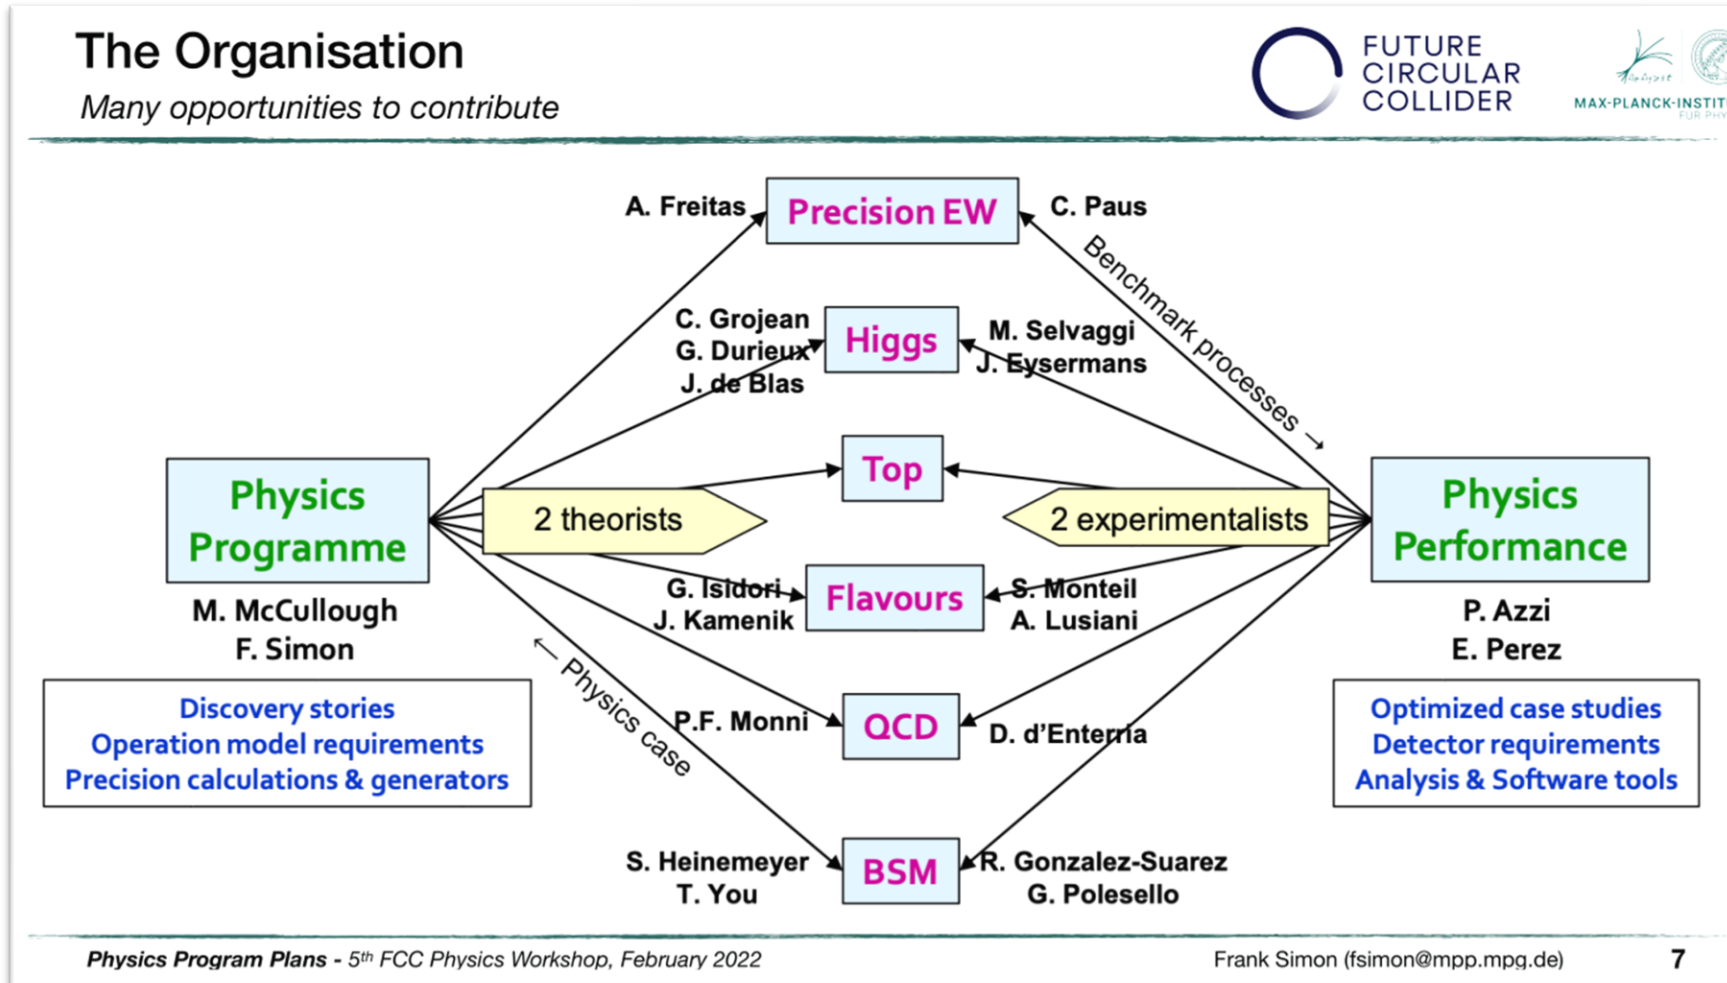 The Organisation
Many opportunities to contribute
FUTURE
CIRCULAR
COLLIDER
MAX-PLANCK-INSTIT
FÜR PHY
A. Freitas
Precision EW
C. Paus
Benchmark processes →
C. Grojean
G. Durieux
J. de Blas
Higgs
M. Selvaggi
J. Eysermans
Top
Physics
Programme
2 theorists
2 experimentalists
Physics
Performance
M. McCullough
F. Simon
G. Isidori
J. Kamenik
Flavours
S. Monteil
A. Lusiani
P. Azzi
E. Perez
← Physics case
Discovery stories
Operation model requirements
Precision calculations & generators
P.F. Monni
QCD
D. d'Enterria
Optimized case studies
Detector requirements
Analysis & Software tools
S. Heinemeyer
T. You
BSM
R. Gonzalez-Suarez
G. Polesello
Physics Program Plans - 5th FCC Physics Workshop, February 2022
Frank Simon (fsimon@mpp.mpg.de)
7